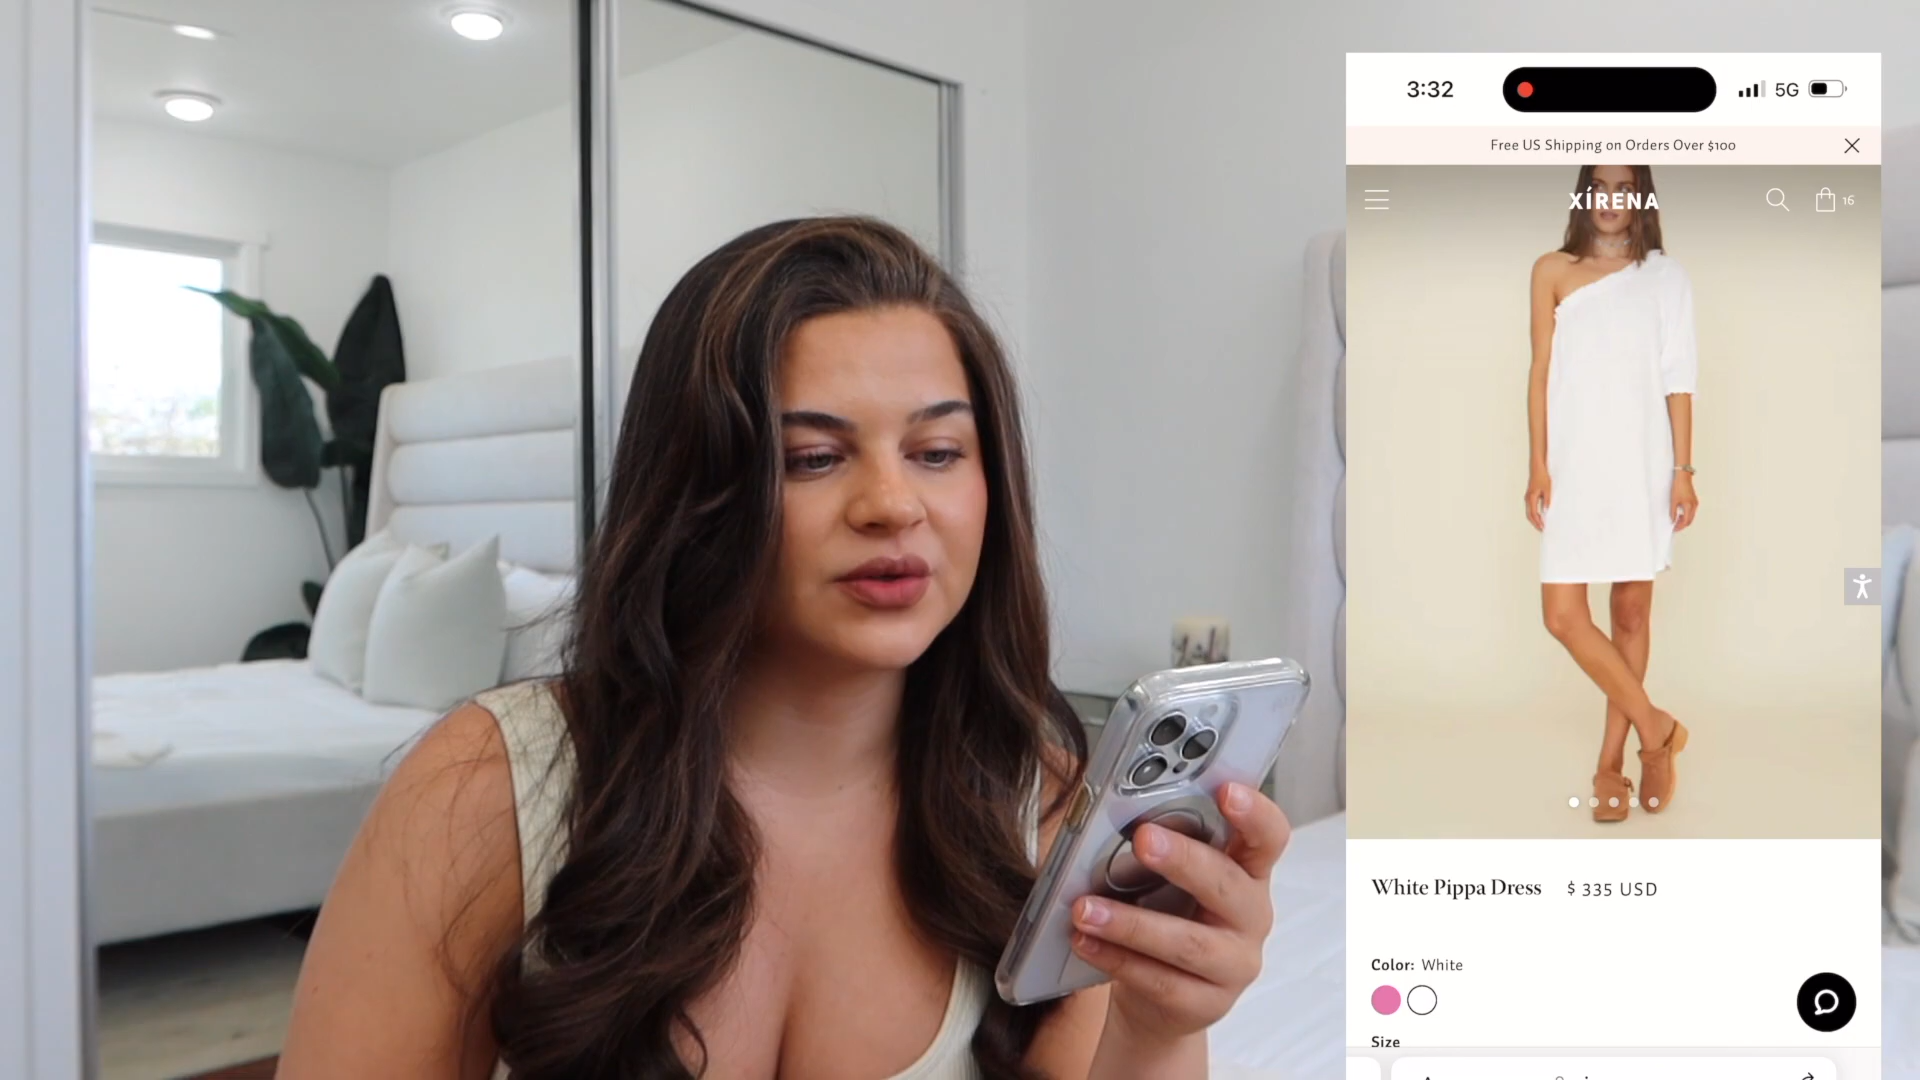 3:32
5G
Free US Shipping on Orders Over $100
XÍRENA
16
White Pippa Dress $ 335 USD
Color: White
Size